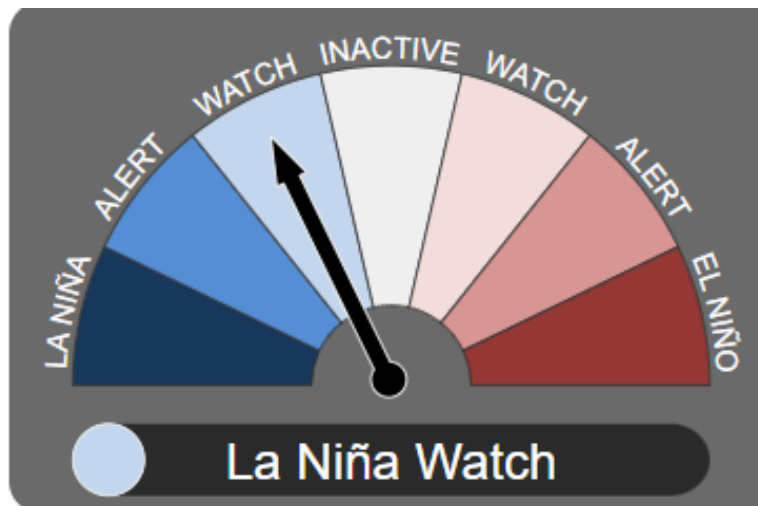 LA NIÑA
ALERT
WATCH
INACTIVE
WATCH
ALERT
EL NIÑO
La Niña Watch